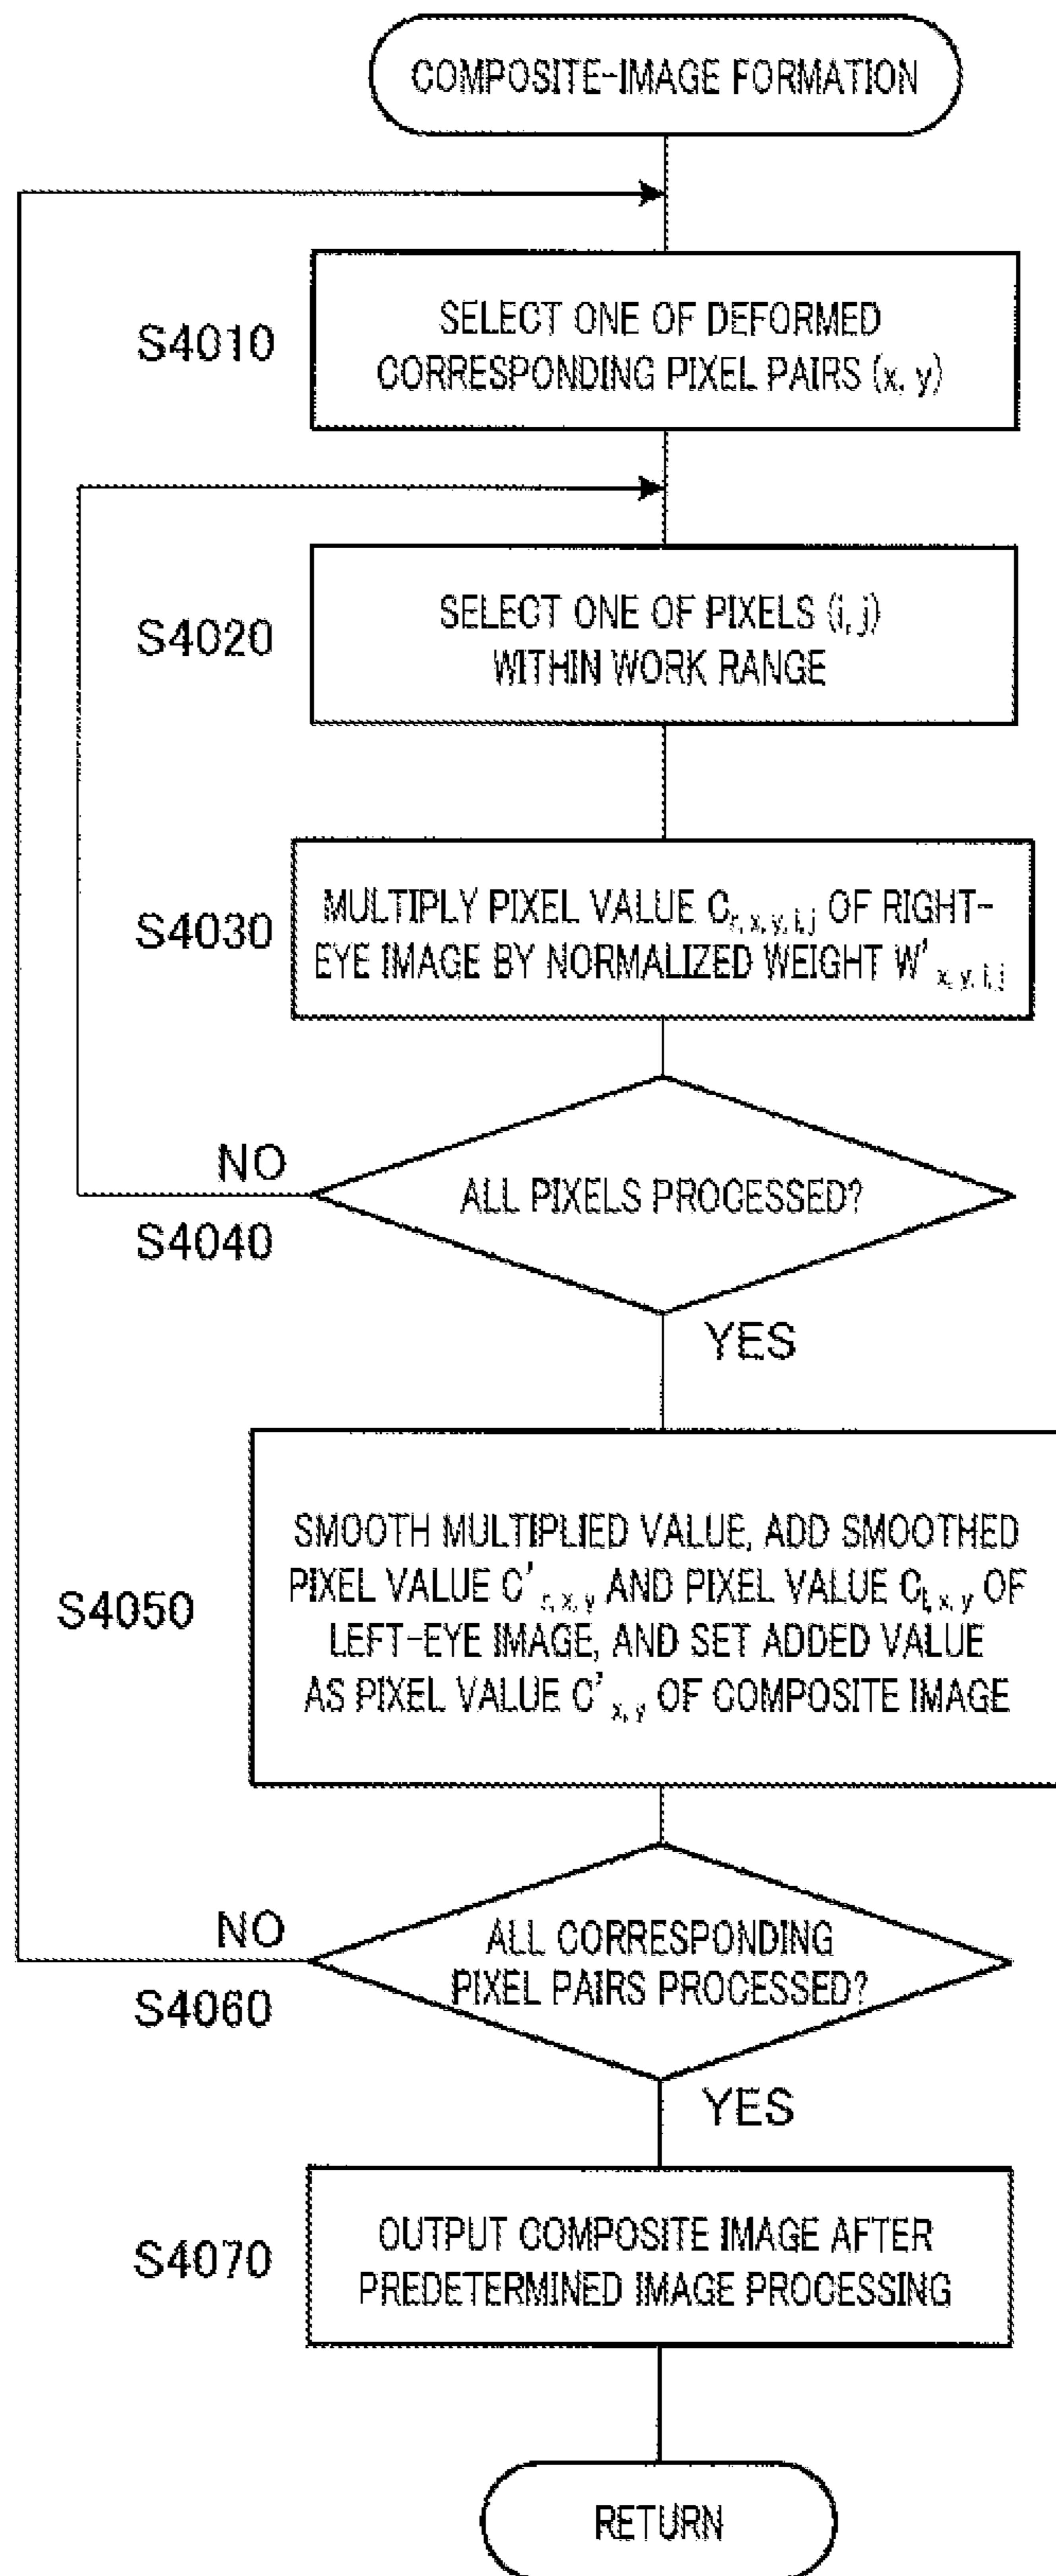 COMPOSITE-IMAGE FORMATION
S4010
SELECT ONE OF DEFORMED
CORRESPONDING PIXEL PAIRS (x, y)
S4020
SELECT ONE OF PIXELS (i, j)
WITHIN WORK RANGE
S4030
MULTIPLY PIXEL VALUE C r, x, y, i, j OF RIGHT-
EYE IMAGE BY NORMALIZED WEIGHT W' x, y, i, j
NO
ALL PIXELS PROCESSED?
S4040
YES
S4050
SMOOTH MULTIPLIED VALUE, ADD SMOOTHED
PIXEL VALUE C' r, x, y AND PIXEL VALUE C l, x, y OF
LEFT-EYE IMAGE, AND SET ADDED VALUE
AS PIXEL VALUE C' x, y OF COMPOSITE IMAGE
NO
ALL CORRESPONDING
PIXEL PAIRS PROCESSED?
S4060
YES
S4070
OUTPUT COMPOSITE IMAGE AFTER
PREDETERMINED IMAGE PROCESSING
RETURN